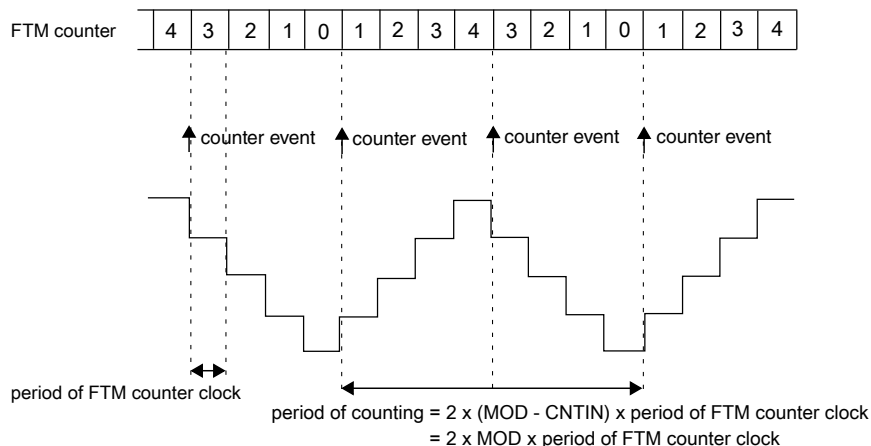 FTM counter 4 3 2 1 0 1 2 3 4 3 2 1 0 1 2 3 4
counter event counter event counter event counter event
period of FTM counter clock
period of counting = 2 x (MOD - CNTIN) x period of FTM counter clock
= 2 x MOD x period of FTM counter clock